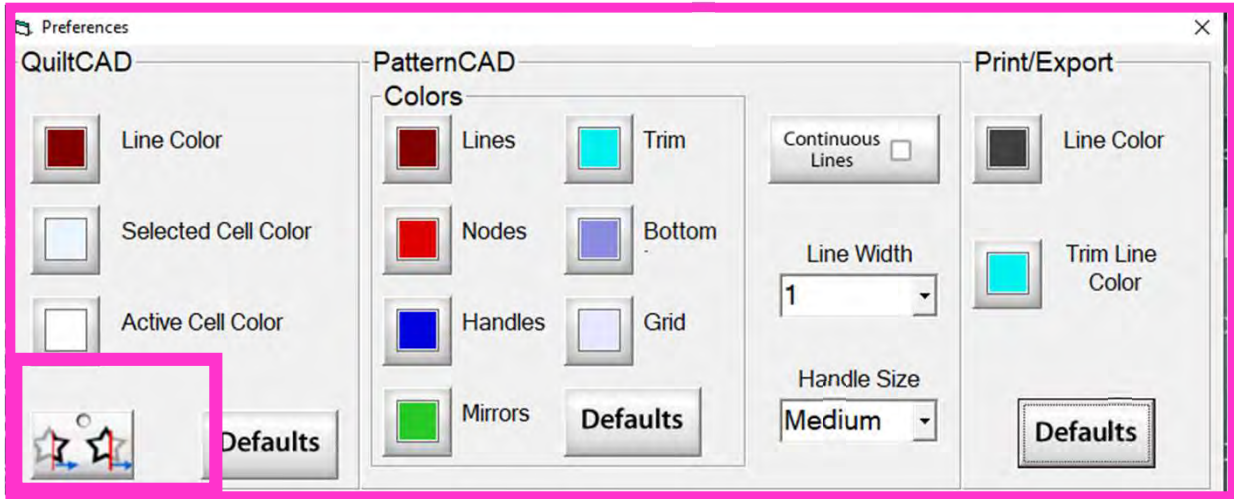 Preferences
QuiltCAD
Line Color
Selected Cell Color
Active Cell Color
Defaults
PatternCAD
Colors
Lines
Trim
Nodes
Bottom
Handles
Grid
Mirrors
Defaults
Continuous
Lines
Line Width
1
Handle Size
Medium
Print/Export
Line Color
Trim Line
Color
Defaults